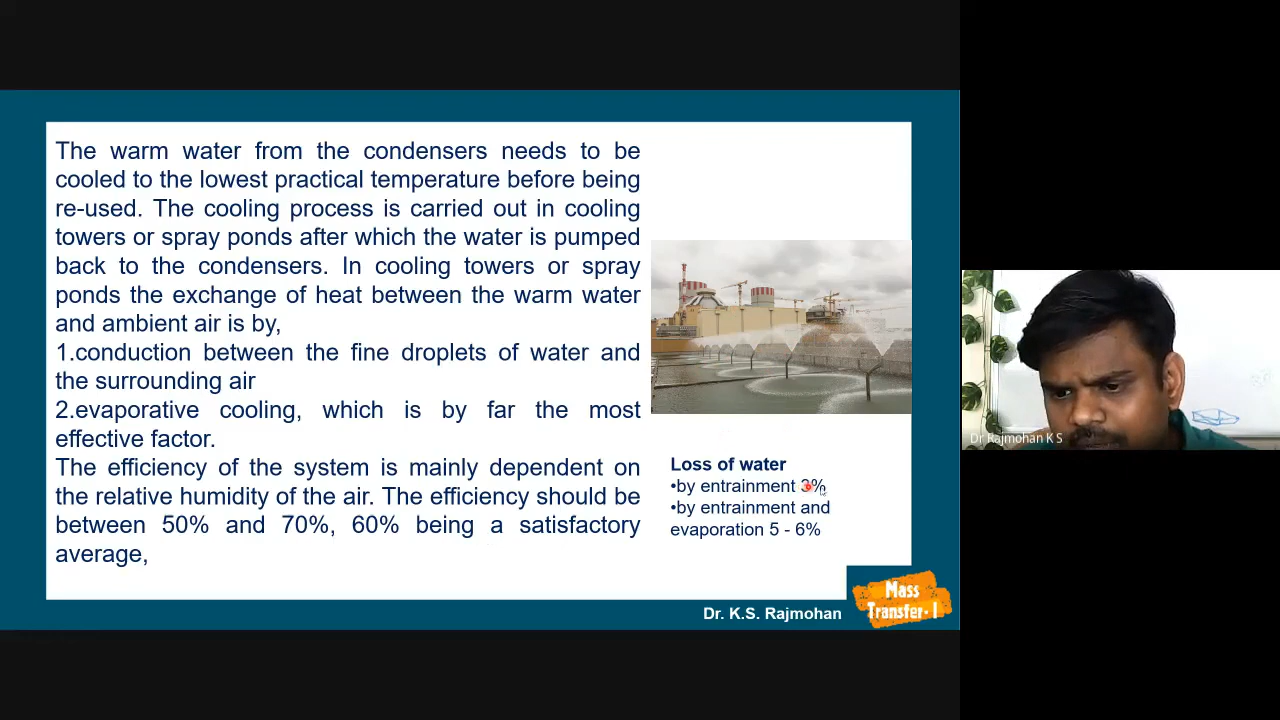 The warm water from the condensers needs to be
cooled to the lowest practical temperature before being
re-used. The cooling process is carried out in cooling
towers or spray ponds after which the water is pumped
back to the condensers. In cooling towers or spray
ponds the exchange of heat between the warm water
and ambient air is by,
1.conduction between the fine droplets of water and
the surrounding air
2.evaporative cooling, which is by far the most
effective factor.
The efficiency of the system is mainly dependent on
the relative humidity of the air. The efficiency should be
between 50% and 70%, 60% being a satisfactory
average,
Loss of water
•by entrainment 3%
•by entrainment and
evaporation 5 - 6%
Dr. K.S. Rajmohan
Mass
Transfer- I
Dr Rajmohan K S